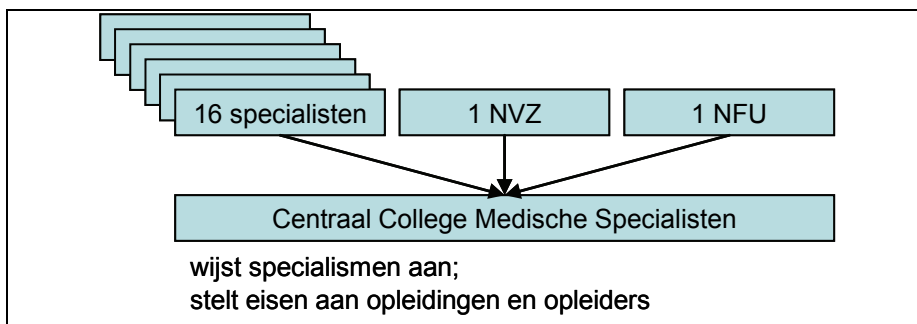 16 specialisten
1 NVZ
1 NFU
Centraal College Medische Specialisten
wijst specialismen aan;
stelt eisen aan opleidingen en opleiders